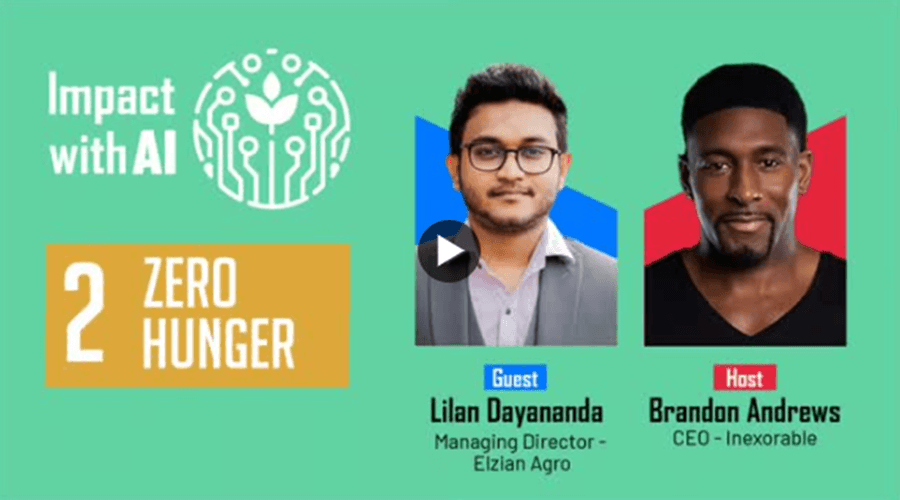 Impact
with AI
2
ZERO
HUNGER
Guest
Lilan Dayananda
Managing Director -
Elzian Agro
Host
Brandon Andrews
CEO - Inexorable